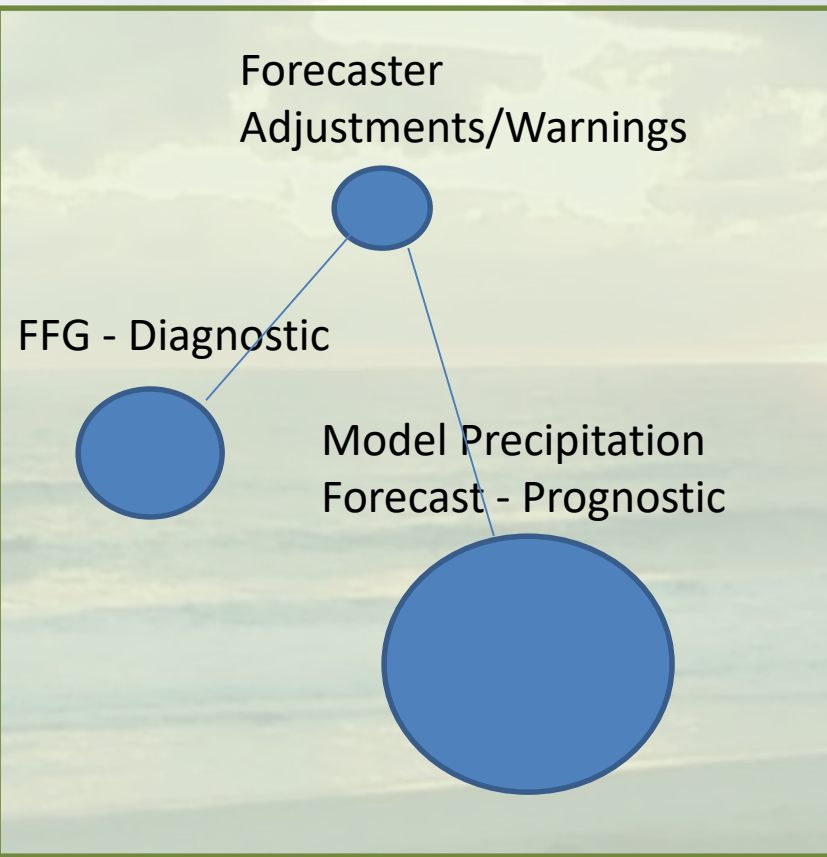 Forecaster
Adjustments/Warnings
FFG - Diagnostic
Model Precipitation
Forecast - Prognostic